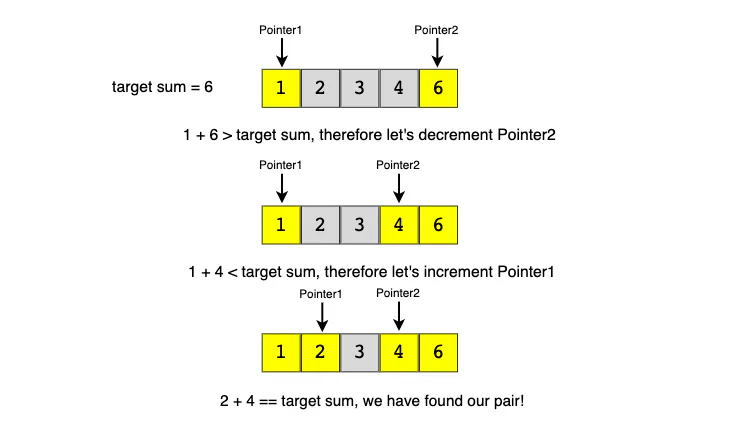 Pointer1 Pointer2
target sum = 6
1 2 3 4 6
1 + 6 > target sum, therefore let's decrement Pointer2
Pointer1 Pointer2
1 2 3 4 6
1 + 4 < target sum, therefore let's increment Pointer1
Pointer1 Pointer2
1 2 3 4 6
2 + 4 == target sum, we have found our pair!